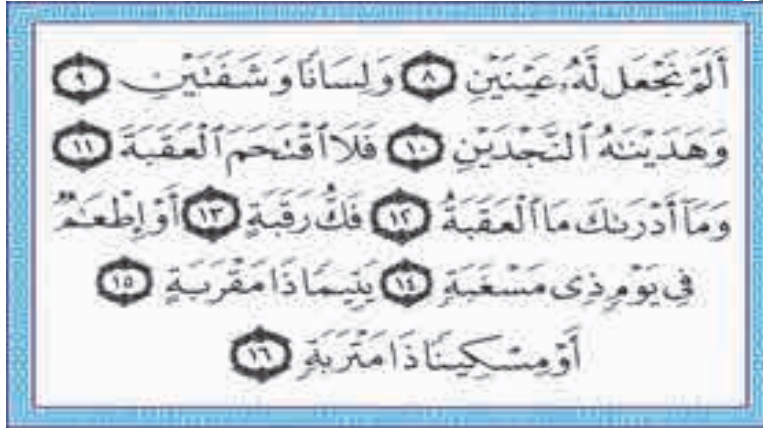 أَلَمۡ نَجۡعَل لَّهُۥ عَيۡنَيۡنِ ٨ وَلِسَانٗا وَشَفَتَيۡنِ ٩
وَهَدَيۡنَٰهُ ٱلنَّجۡدَيۡنِ ١٠ فَلَا ٱقۡتَحَمَ ٱلۡعَقَبَةَ ١١
وَمَآ أَدۡرَىٰكَ مَا ٱلۡعَقَبَةُ ١٢ فَكُّ رَقَبَةٍ ١٣ أَوۡ إِطۡعَٰمٞ
فِي يَوۡمٖ ذِي مَسۡغَبَةٖ ١٤ يَتِيمٗا ذَا مَقۡرَبَةٍ ١٥
أَوۡ مِسۡكِينٗا ذَا مَتۡرَبَةٖ ١٦